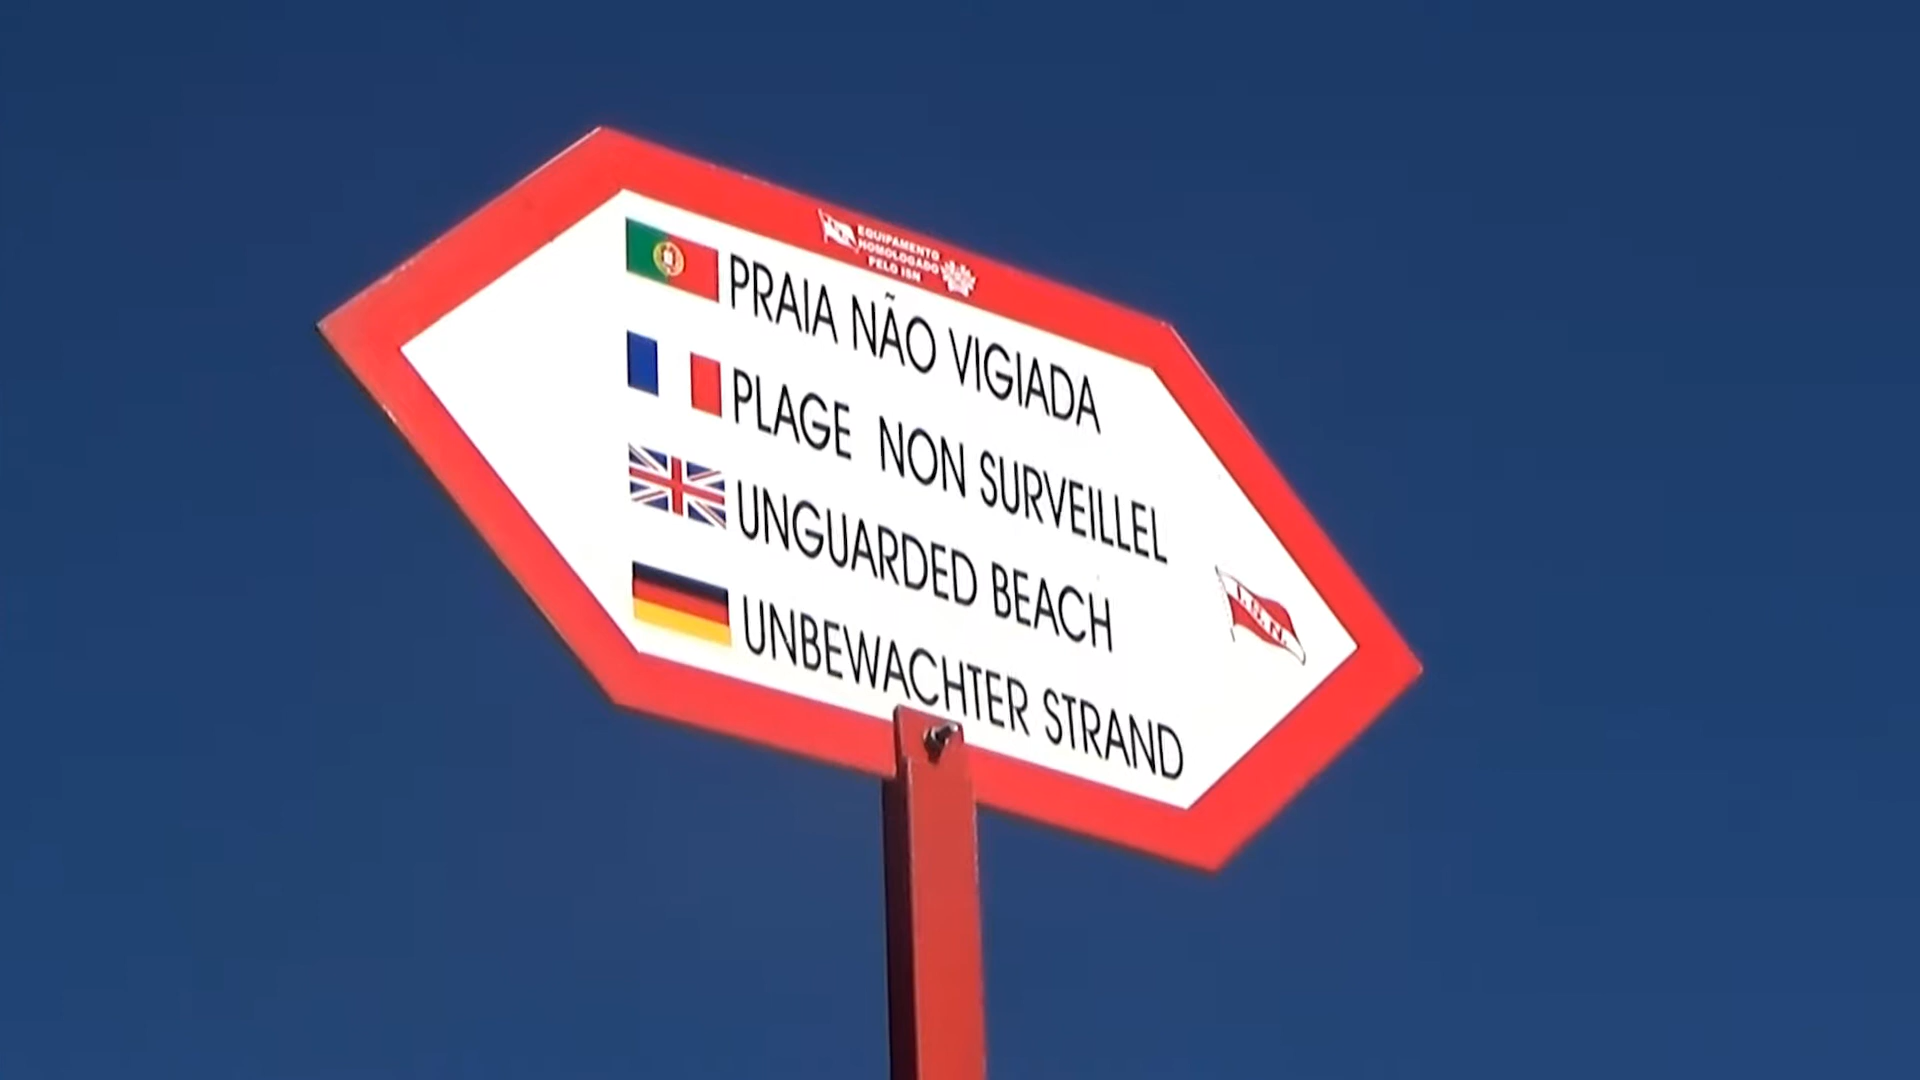 EQUIPAMENTO
HOMOLOGADO
PELO ISN
PRAIA NÃO VIGIADA
PLAGE NON SURVEILLEL
UNGUARDED BEACH
I.S.N.
UNBEWACHTER STRAND